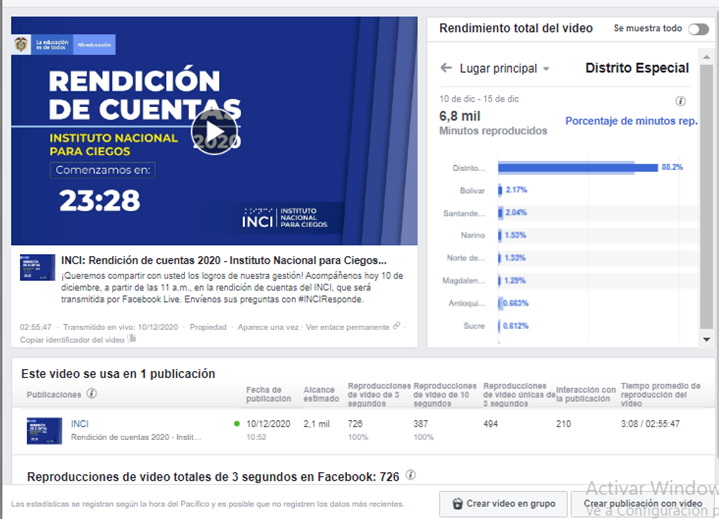 La educación
es de todos
Mineducación
RENDICIÓN
DE CUENTAS
2020
INSTITUTO NACIONAL
PARA CIEGOS
Comenzamos en:
23:28
INCI
INSTITUTO
NACIONAL
PARA CIEGOS
INCI: Rendición de cuentas 2020 - Instituto Nacional para Ciegos...
¡Queremos compartir con usted los logros de nuestra gestión! Acompáñenos hoy 10 de
diciembre, a partir de las 11 a.m., en la rendición de cuentas del INCI, que será
transmitida por Facebook Live. Envíenos sus preguntas con #INCIResponde.
02:55:47 · Transmitido en vivo: 10/12/2020 · Propiedad · Aparece una vez · Ver enlace permanente ·
Copiar identificador del video
Rendimiento total del video
Se muestra todo
Lugar principal
Distrito Especial
10 de dic - 15 de dic
6,8 mil
Minutos reproducidos
Porcentaje de minutos rep.
Distrito... 88.2%
Bolivar 2.17%
Santande... 2.04%
Narino 1.53%
Norte de... 1.33%
Magdalen... 1.29%
Antioqui... 0.663%
Sucre 0.612%
Este video se usa en 1 publicación
Publicaciones
Fecha de publicación
Alcance estimado
Reproducciones de video de 3 segundos
Reproducciones de video de 10 segundos
Reproducciones de video únicas de 3 segundos
Interacción con la publicación
Tiempo promedio de reproducción del video
INCI 10/12/2020 2,1 mil 726 387 494 210 3:08 / 02:55:47
Rendición de cuentas 2020 - Instit... 10:52 100% 100%
Reproducciones de video totales de 3 segundos en Facebook: 726
Las estadísticas se registran según la hora del Pacífico y es posible que no registren los datos más recientes.
Crear video en grupo
Crear publicación con video
Activar Window
Ve a Configuración p